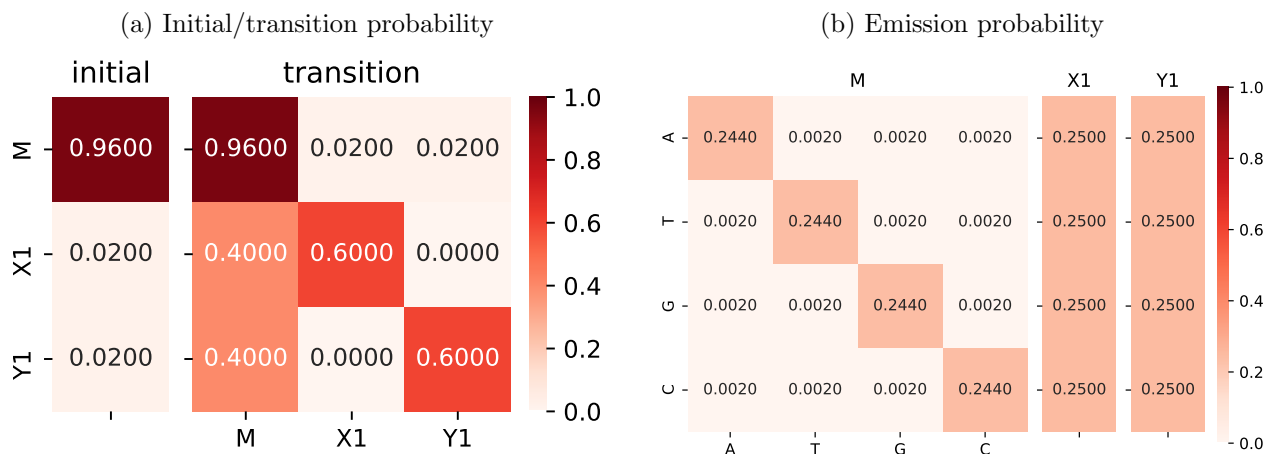 (a) Initial/transition probability
initial transition
M 0.9600 0.9600 0.0200 0.0200
X1 0.0200 0.4000 0.6000 0.0000
Y1 0.0200 0.4000 0.0000 0.6000
M X1 Y1
1.0
0.8
0.6
0.4
0.2
0.0
(b) Emission probability
M X1 Y1
A 0.2440 0.0020 0.0020 0.0020 0.2500 0.2500
T 0.0020 0.2440 0.0020 0.0020 0.2500 0.2500
G 0.0020 0.0020 0.2440 0.0020 0.2500 0.2500
C 0.0020 0.0020 0.0020 0.2440 0.2500 0.2500
A T G C
1.0
0.8
0.6
0.4
0.2
0.0